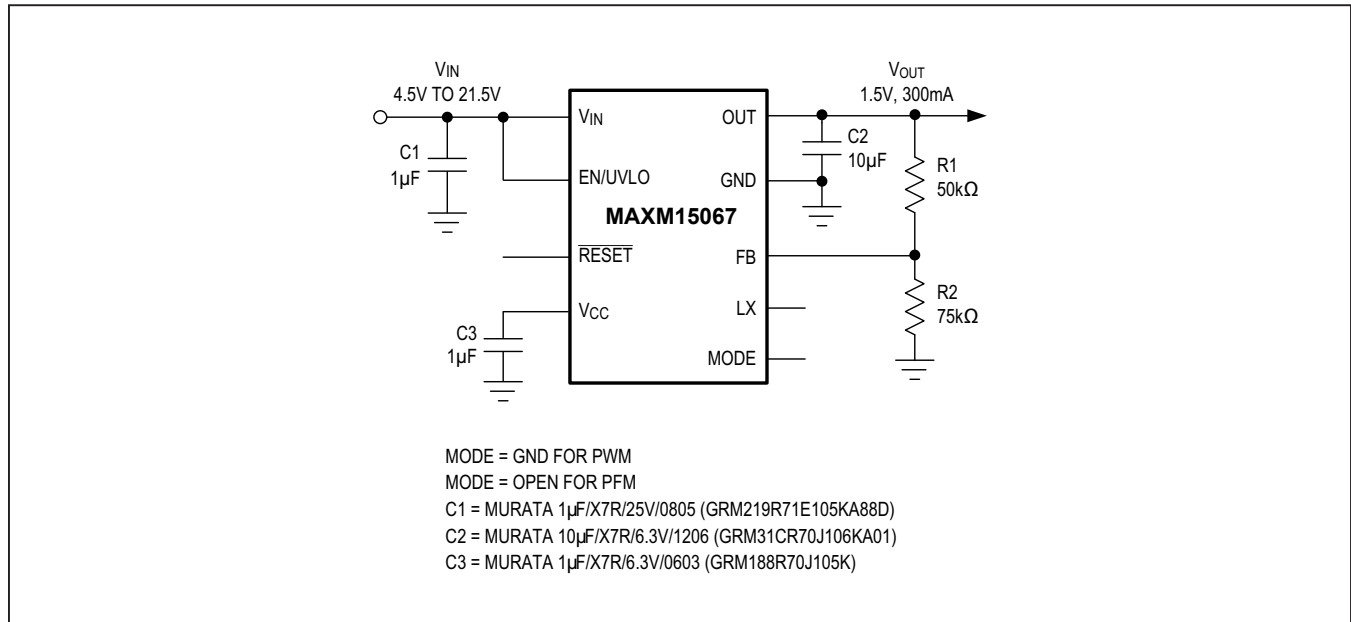 VIN
4.5V TO 21.5V
C1
1µF
VIN
EN/UVLO
RESET
VCC
C3
1µF
MAXM15067
OUT
GND
FB
LX
MODE
C2
10µF
VOUT
1.5V, 300mA
R1
50kΩ
R2
75kΩ
MODE = GND FOR PWM
MODE = OPEN FOR PFM
C1 = MURATA 1µF/X7R/25V/0805 (GRM219R71E105KA88D)
C2 = MURATA 10µF/X7R/6.3V/1206 (GRM31CR70J106KA01)
C3 = MURATA 1µF/X7R/6.3V/0603 (GRM188R70J105K)